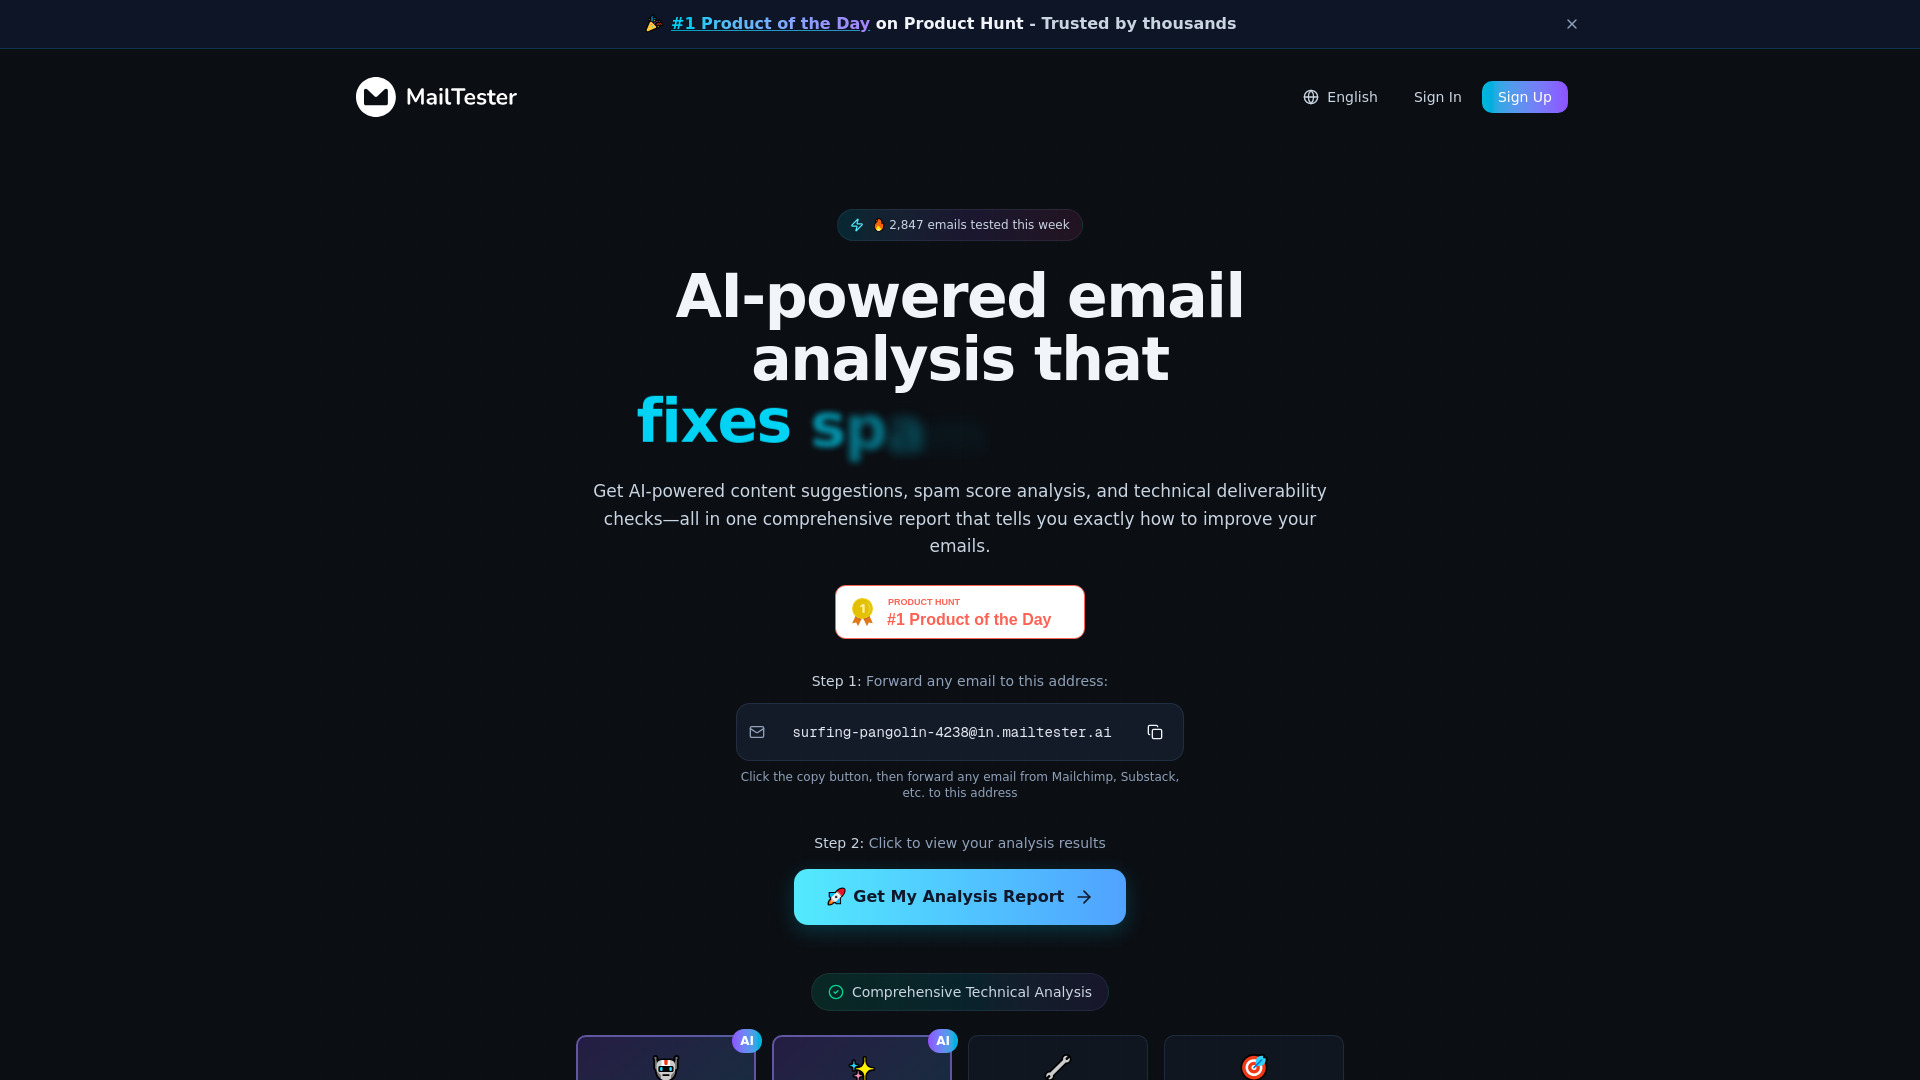 #1 Product of the Day on Product Hunt - Trusted by thousands
MailTester
English
Sign In
Sign Up
2,847 emails tested this week
AI-powered email
analysis that
fixes spa
Get AI-powered content suggestions, spam score analysis, and technical deliverability
checks—all in one comprehensive report that tells you exactly how to improve your
emails.
1
PRODUCT HUNT
#1 Product of the Day
Step 1: Forward any email to this address:
surfing-pangolin-4238@in.mailtester.ai
Click the copy button, then forward any email from Mailchimp, Substack,
etc. to this address
Step 2: Click to view your analysis results
Get My Analysis Report
Comprehensive Technical Analysis
AI
AI